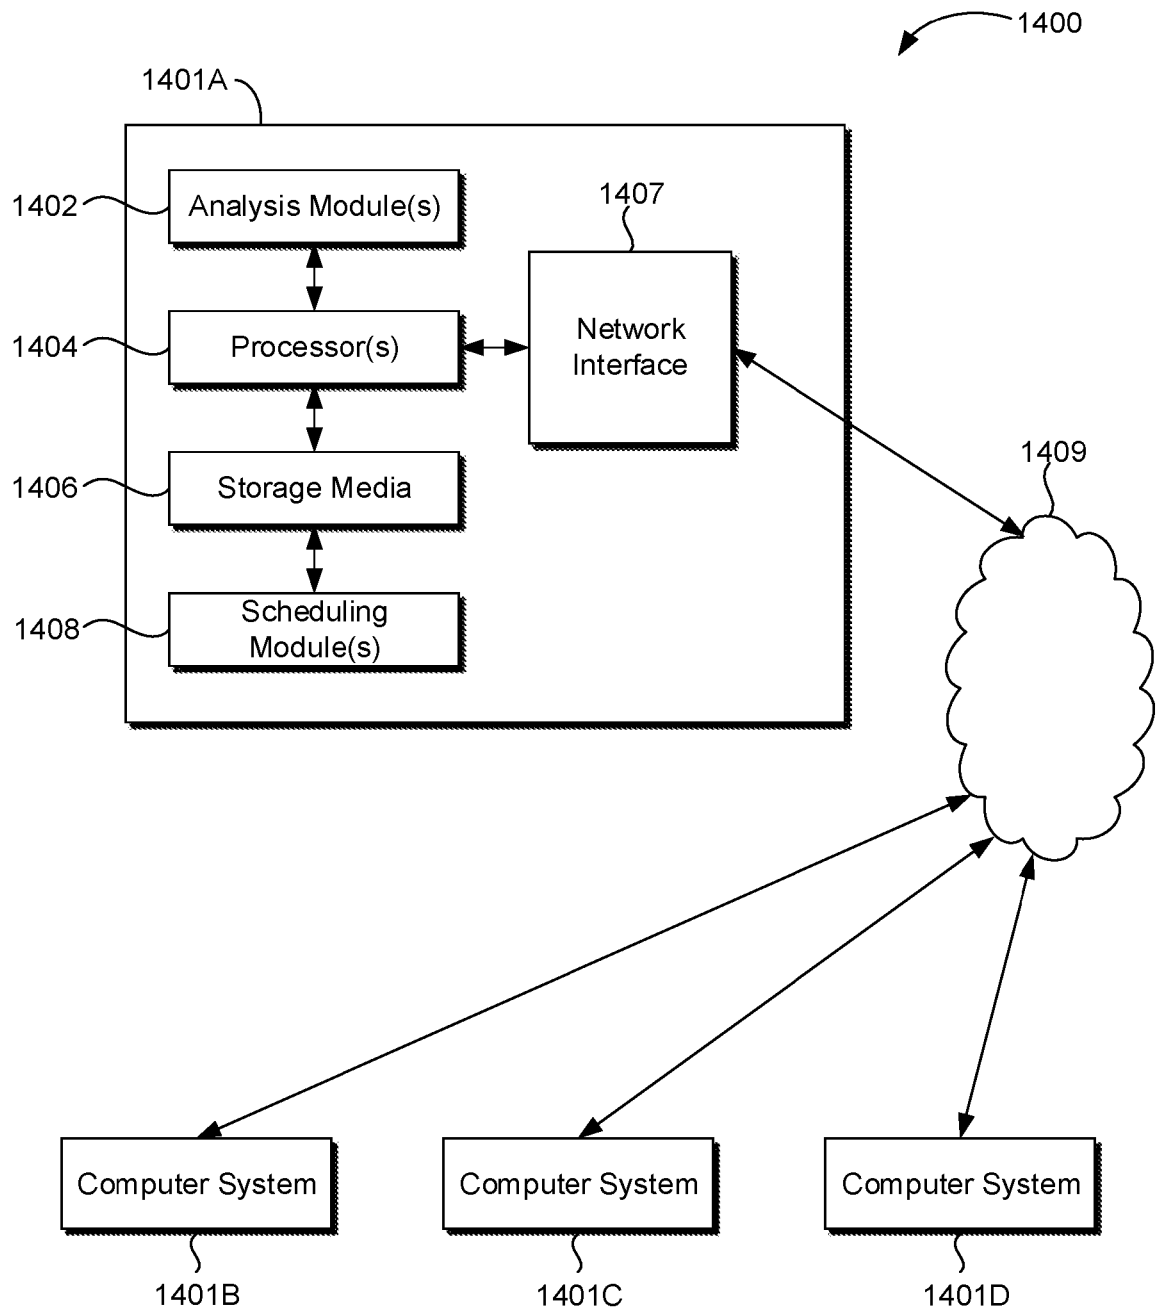 1400
1401A
1402
Analysis Module(s)
1407
1404
Processor(s)
Network
Interface
1406
Storage Media
1409
1408
Scheduling
Module(s)
Computer System
Computer System
Computer System
1401B
1401C
1401D